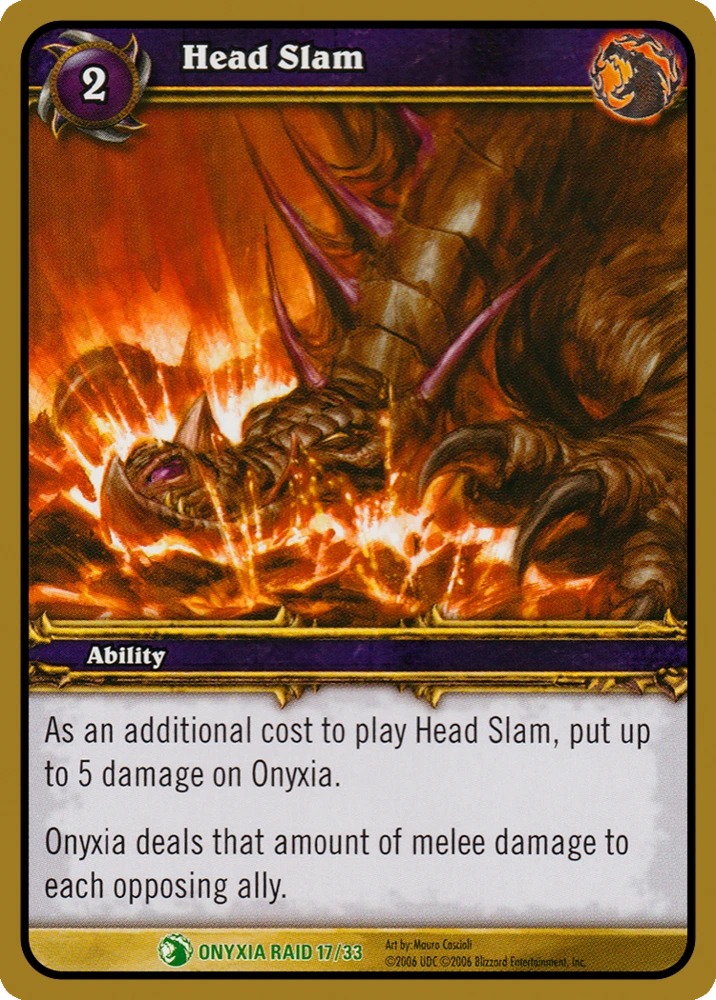 2
Head Slam
Ability
As an additional cost to play Head Slam, put up
to 5 damage on Onyxia.
Onyxia deals that amount of melee damage to
each opposing ally.
ONYXIA RAID 17/33
Art by: Mauro Cascioli
©2006 UDC ©2006 Blizzard Entertainment, Inc.